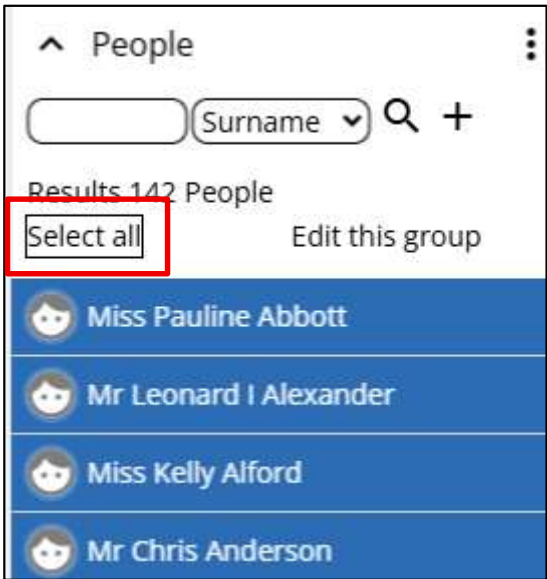 People
Surname
Results 142 People
Select all Edit this group
Miss Pauline Abbott
Mr Leonard I Alexander
Miss Kelly Alford
Mr Chris Anderson